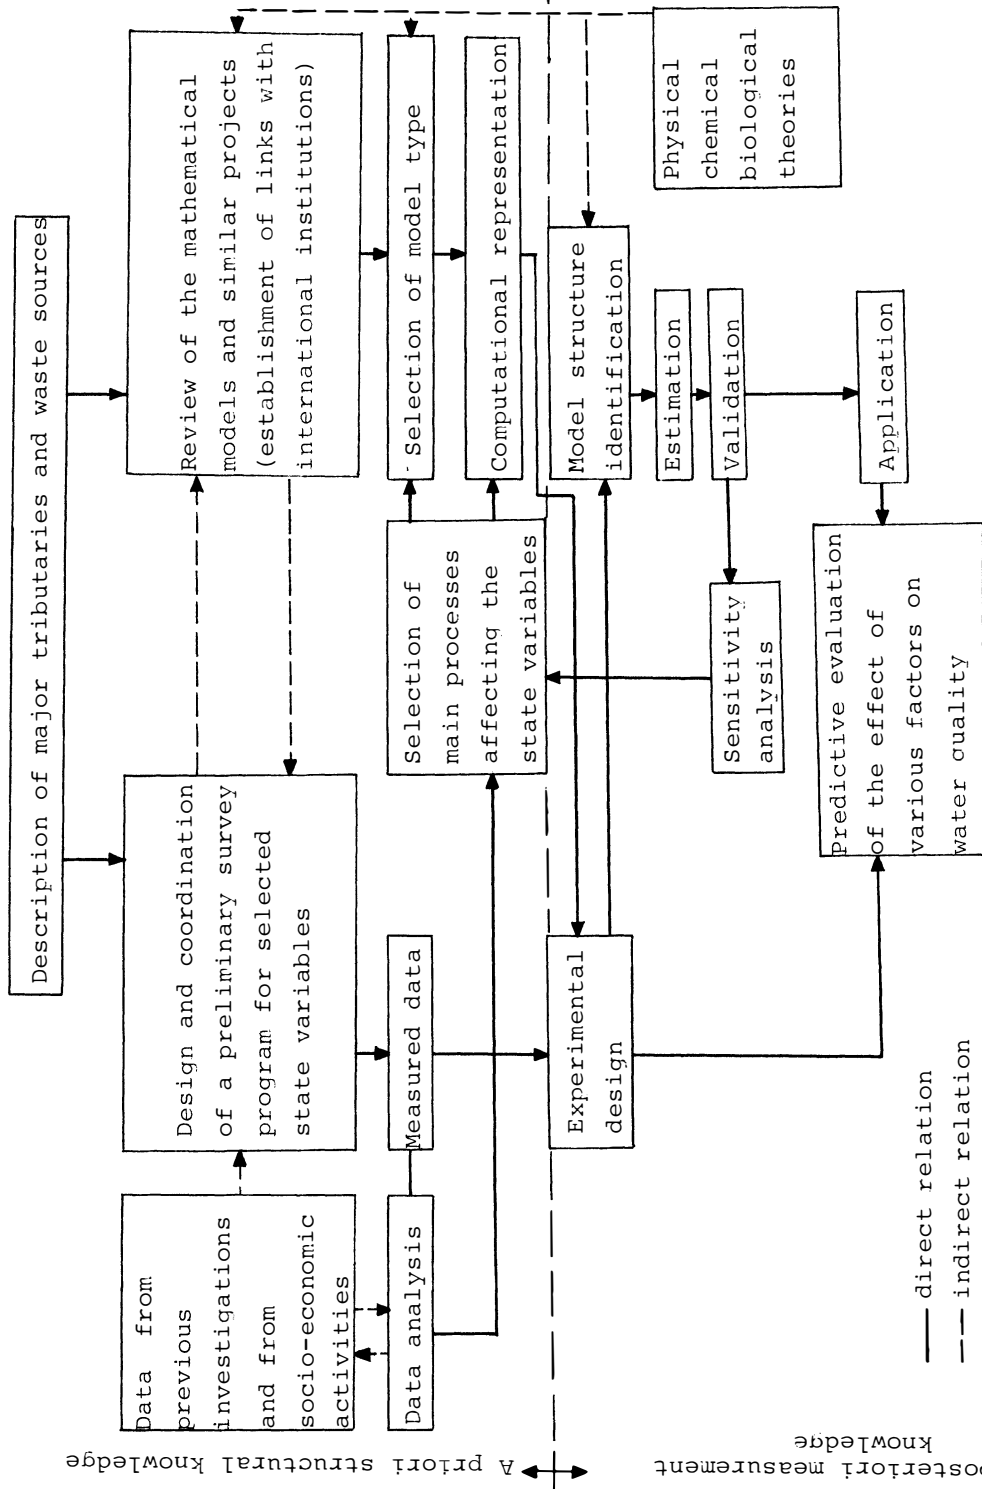 Description of major tributaries and waste sources
Data from
previous
investigations
and from
socio-economic
activities
Design and coordination
of a preliminary survey
program for selected
state variables
Review of the mathematical
models and similar projects
(establishment of links with
international institutions)
Data analysis
Measured data
Selection of
main processes
affecting the
state variables
Selection of model type
Computational representation
A priori structural knowledge
posteriori measurement
knowledge
Experimental
design
Model structure
identification
Estimation
Validation
Sensitivity
analysis
Application
Physical
chemical
biological
theories
Predictive evaluation
of the effect of
various factors on
water quality
direct relation
indirect relation